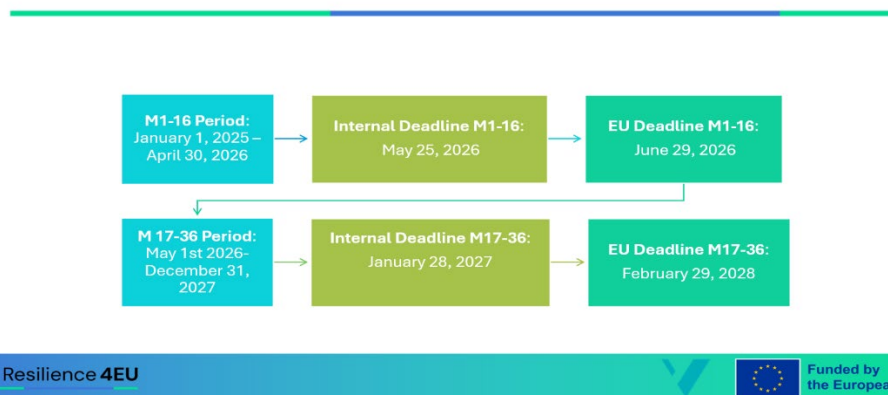 M1-16 Period:
January 1, 2025 –
April 30, 2026
Internal Deadline M1-16:
May 25, 2026
EU Deadline M1-16:
June 29, 2026
M 17-36 Period:
May 1st 2026-
December 31,
2027
Internal Deadline M17-36:
January 28, 2027
EU Deadline M17-36:
February 29, 2028
Resilience 4EU
Funded by
the Europea